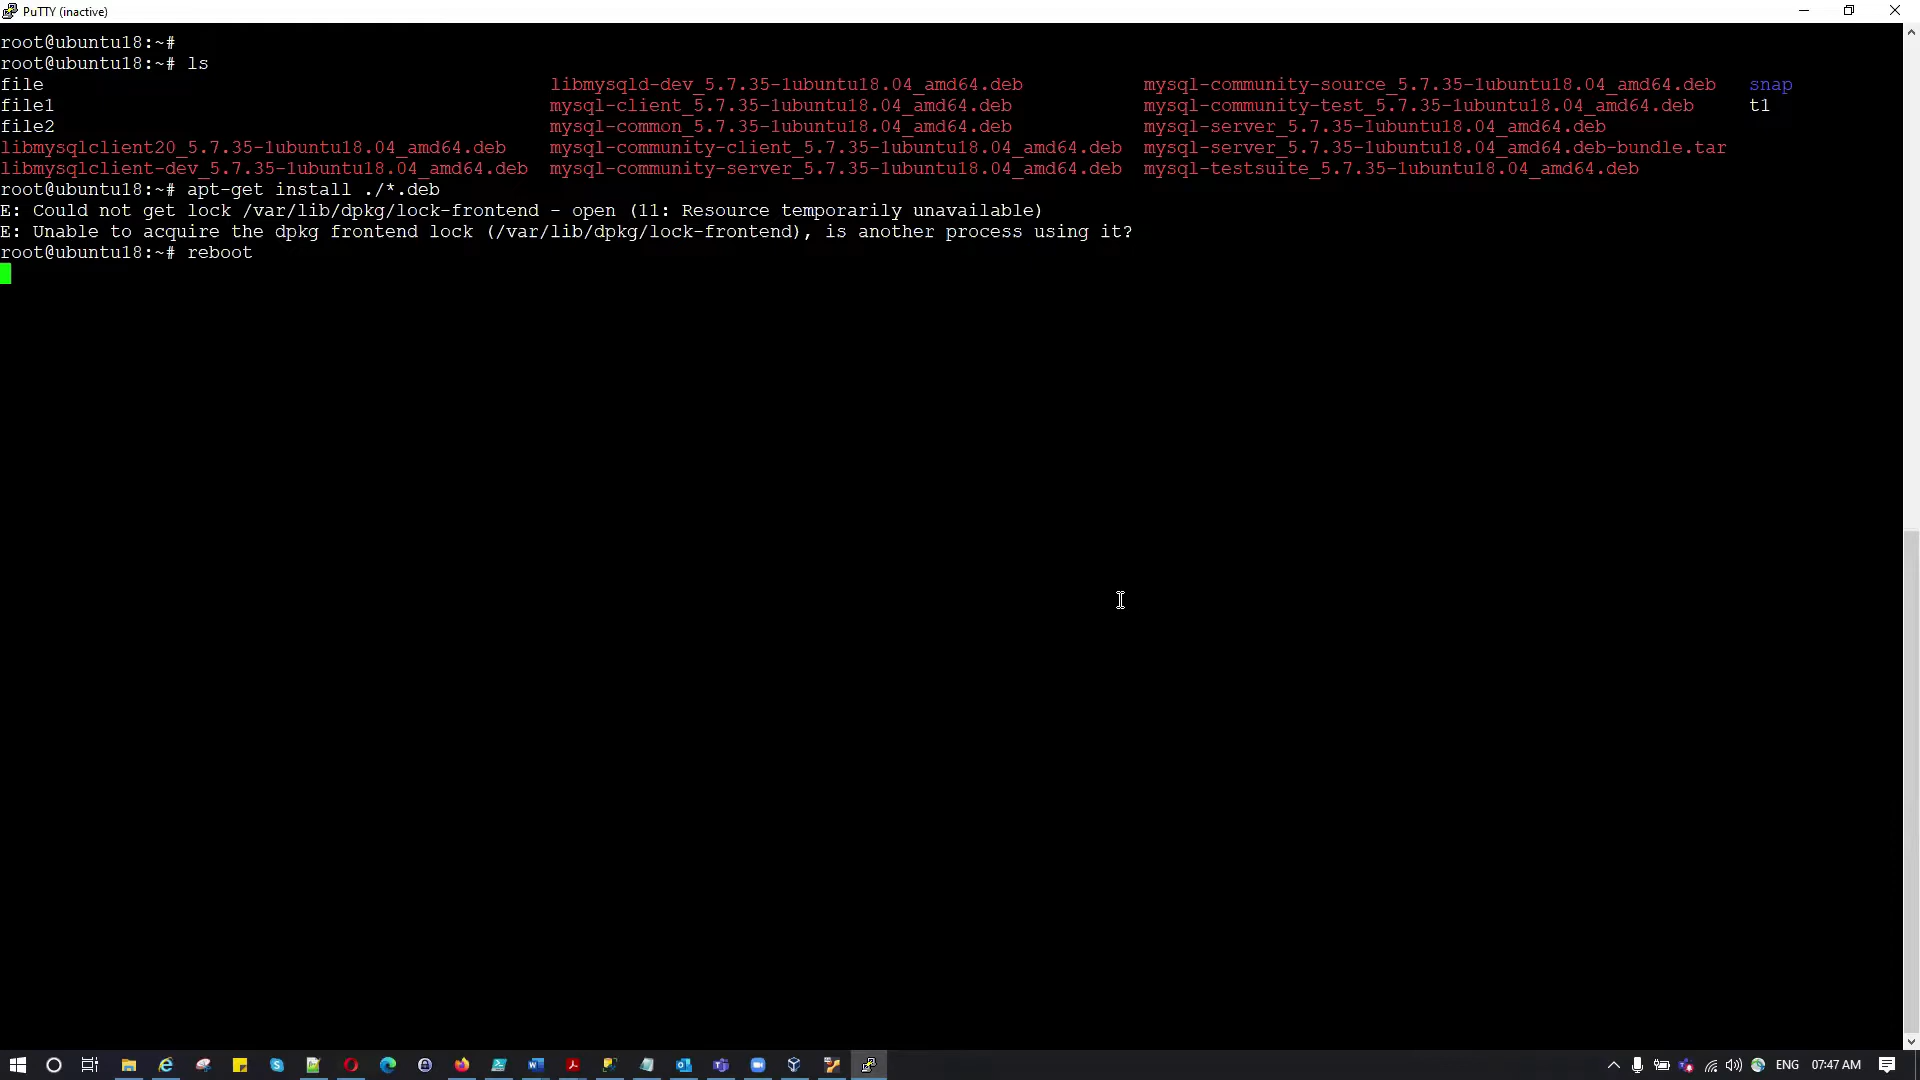 PuTTY (inactive)
root@ubuntu18:~#
root@ubuntu18:~# ls
file libmysqld-dev_5.7.35-1ubuntu18.04_amd64.deb mysql-community-source_5.7.35-1ubuntu18.04_amd64.deb snap
file1 mysql-client_5.7.35-1ubuntu18.04_amd64.deb mysql-community-test_5.7.35-1ubuntu18.04_amd64.deb t1
file2 mysql-common_5.7.35-1ubuntu18.04_amd64.deb mysql-server_5.7.35-1ubuntu18.04_amd64.deb
libmysqlclient20_5.7.35-1ubuntu18.04_amd64.deb mysql-community-client_5.7.35-1ubuntu18.04_amd64.deb mysql-server_5.7.35-1ubuntu18.04_amd64.deb-bundle.tar
libmysqlclient-dev_5.7.35-1ubuntu18.04_amd64.deb mysql-community-server_5.7.35-1ubuntu18.04_amd64.deb mysql-testsuite_5.7.35-1ubuntu18.04_amd64.deb
root@ubuntu18:~# apt-get install ./*.deb
E: Could not get lock /var/lib/dpkg/lock-frontend - open (11: Resource temporarily unavailable)
E: Unable to acquire the dpkg frontend lock (/var/lib/dpkg/lock-frontend), is another process using it?
root@ubuntu18:~# reboot
ENG 07:47 AM